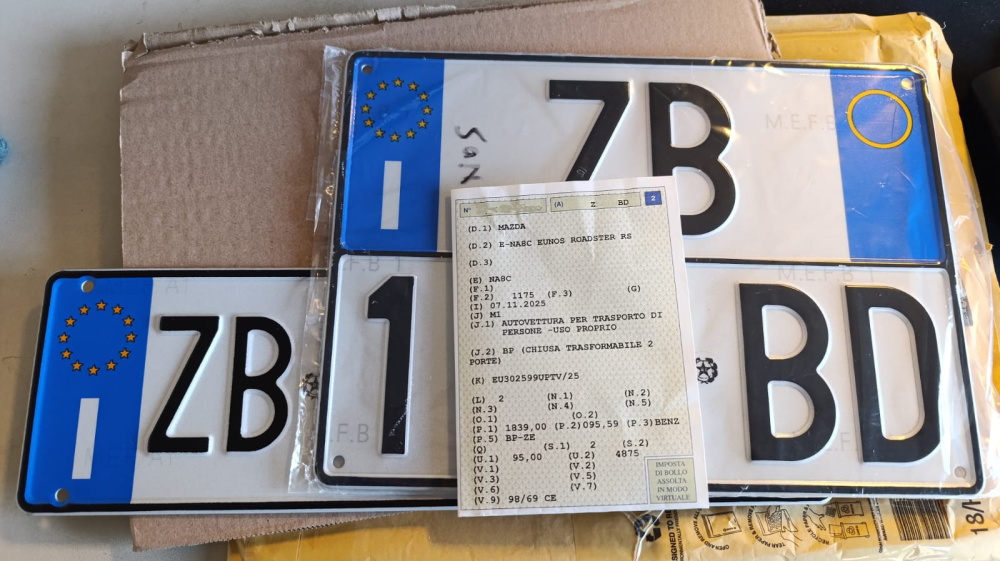 I
ZB
M.E.F.B
San
N° (A) Z BD 2
(D.1) MAZDA
(D.2) E-NA8C EUNOS ROADSTER RS
(D.3)
(E) NA8C
(F.1)
(F.2) 1175 (F.3) (G)
(I) 07.11.2025
(J) M1
(J.1) AUTOVETTURA PER TRASPORTO DI
PERSONE -USO PROPRIO
(J.2) BP (CHIUSA TRASFORMABILE 2
PORTE)
(K) EU302599UPTV/25
(L) 2 (N.1) (N.2)
(N.3) (N.4) (N.5)
(O.1) (O.2)
(P.1) 1839,00 (P.2)095,59 (P.3)BENZ
(P.5) BP-ZE
(Q) (S.1) 2 (S.2)
(U.1) 95,00 (U.2) 4875
(V.1) (V.2)
(V.3) (V.5)
(V.6) (V.7)
(V.9) 98/69 CE
IMPOSTA
DI BOLLO
ASSOLTA
IN MODO
VIRTUALE
1 BD
I
ZB
18/